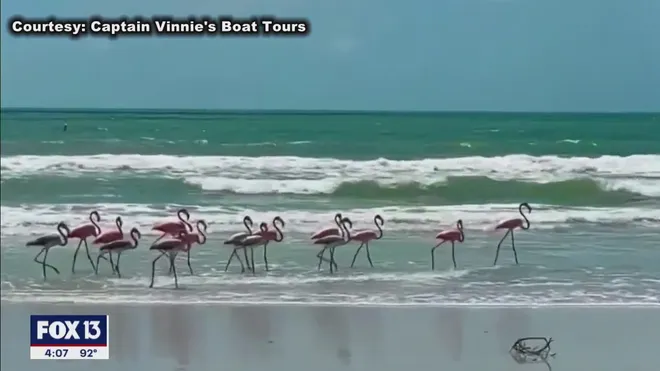 Courtesy: Captain Vinnie's Boat Tours
FOX 13
4:07 92°